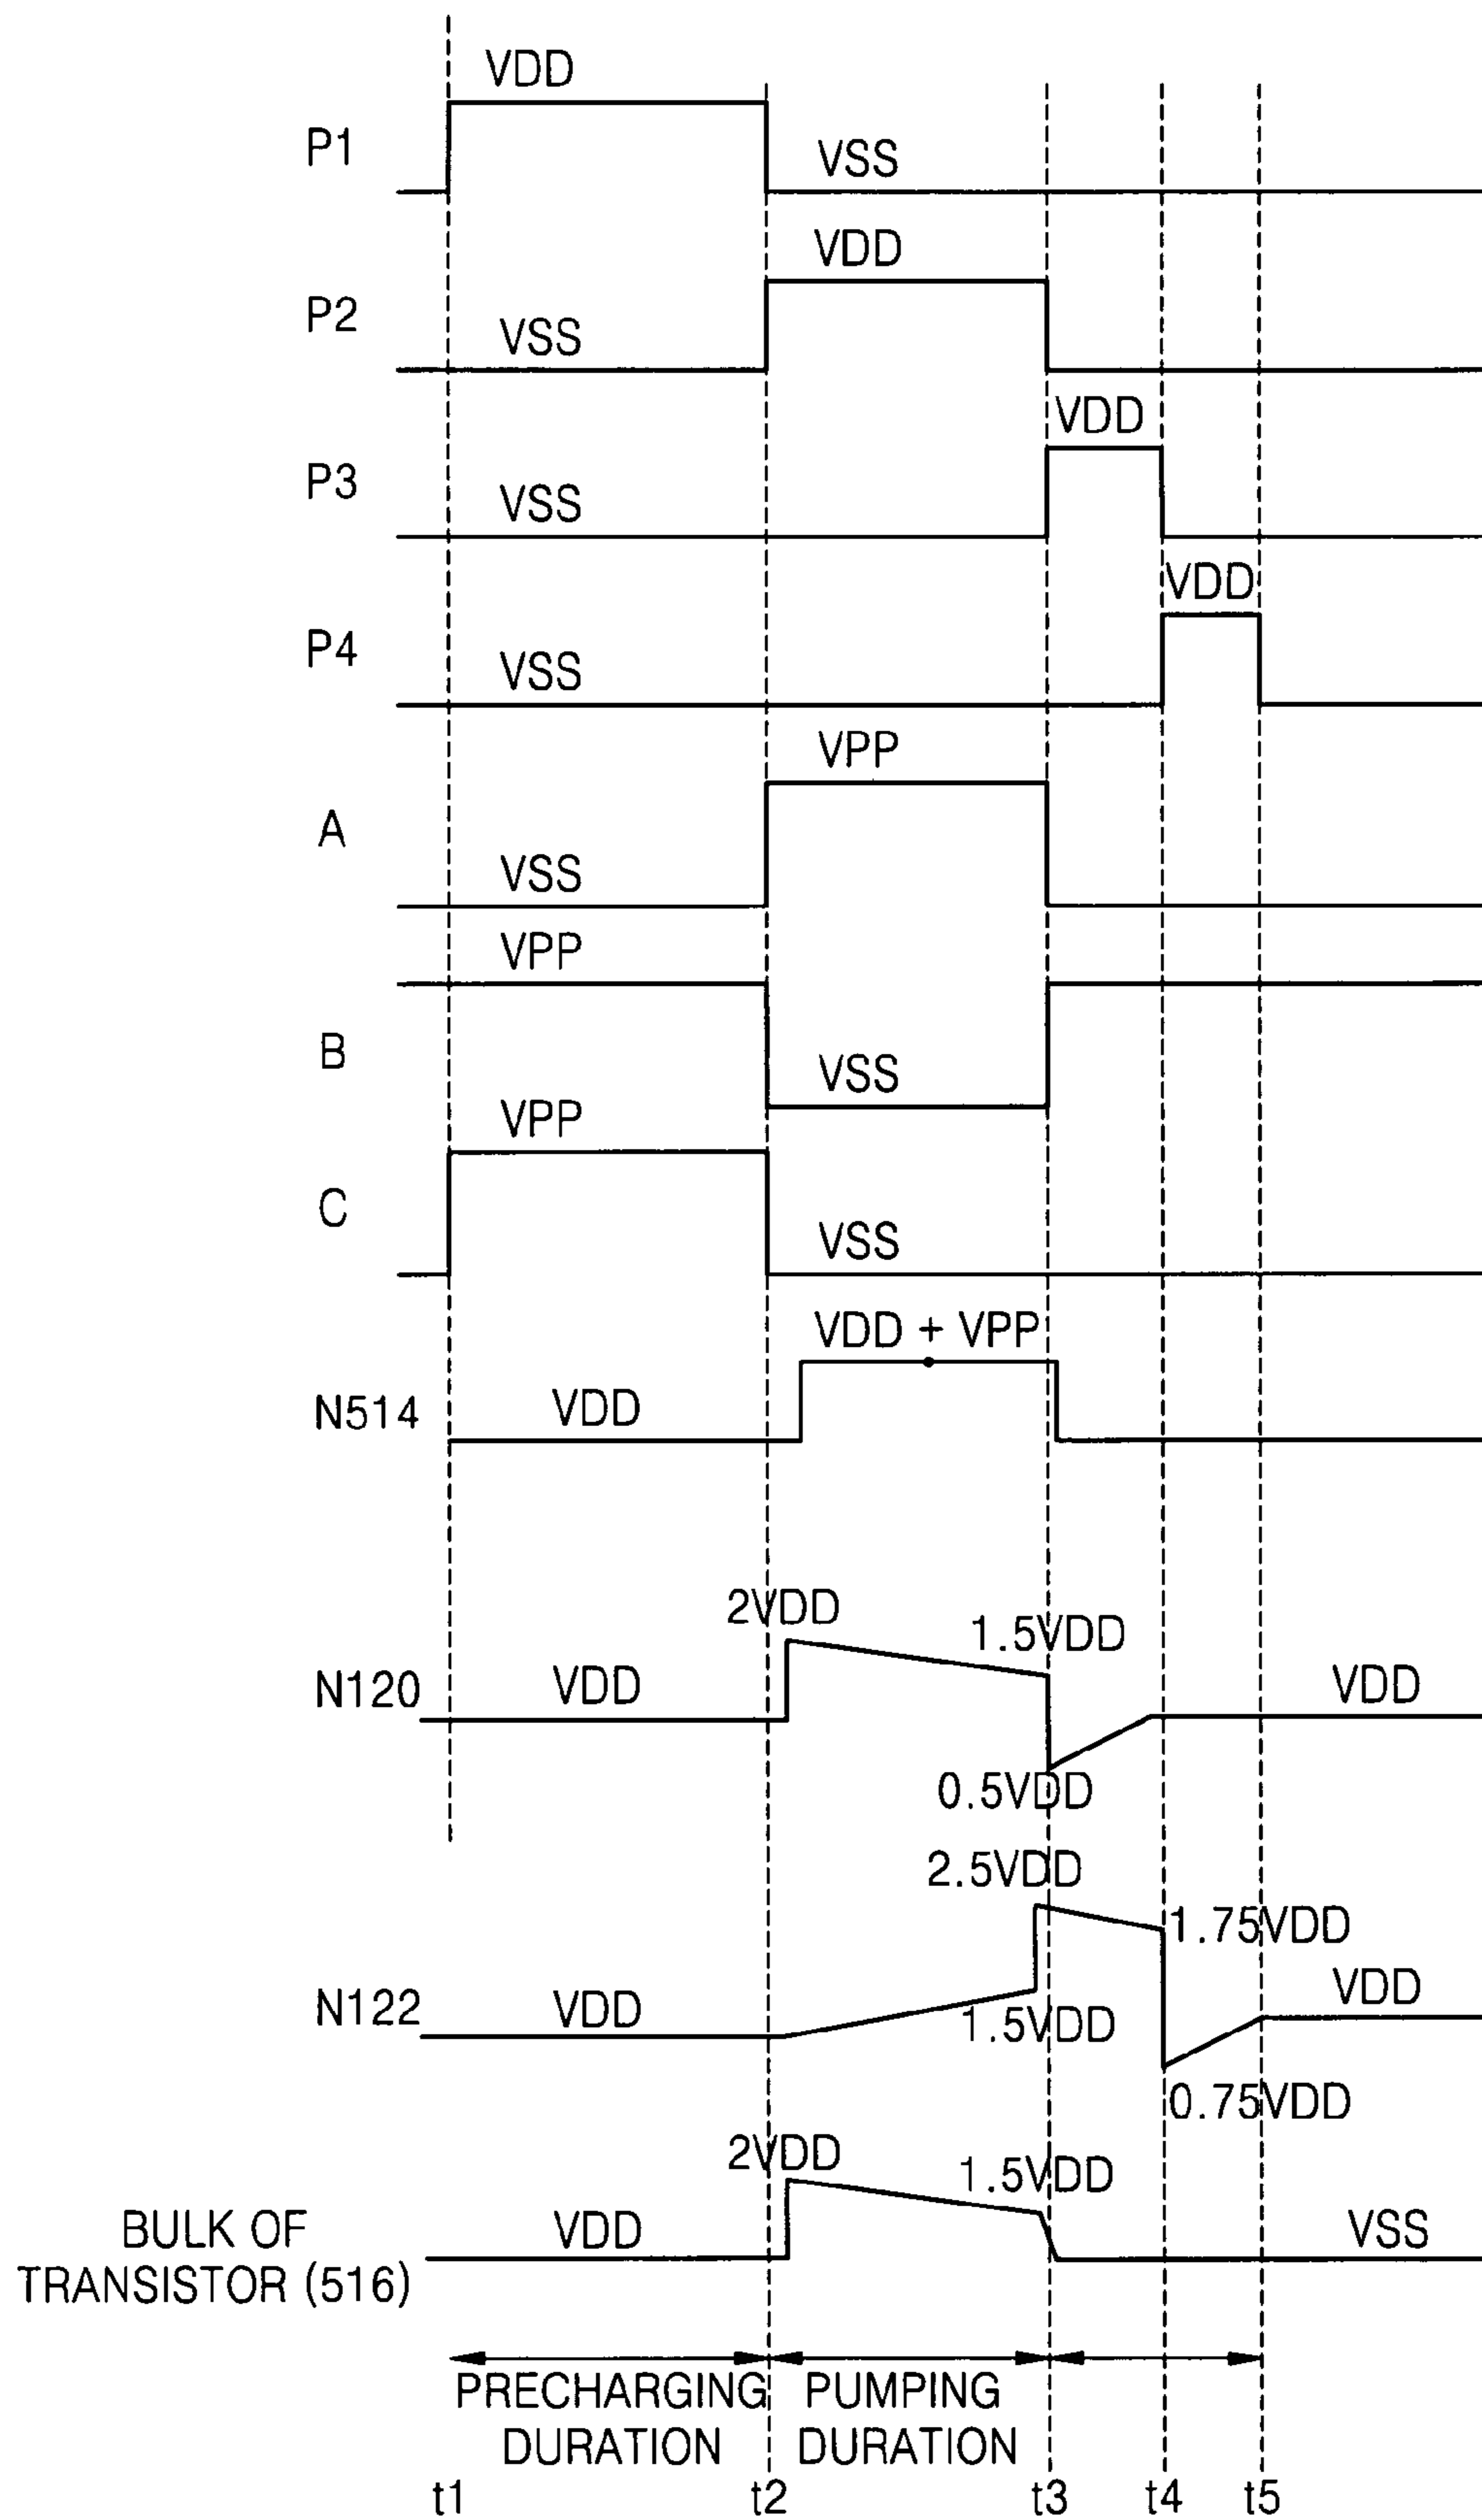 VDD
P1
VSS
VDD
P2
VSS
VDD
P3
VSS
VDD
P4
VSS
VPP
A
VSS
VPP
B
VSS
VPP
C
VSS
VDD + VPP
N514
VDD
2VDD
1.5VDD
N120
VDD
VDD
0.5VDD
2.5VDD
1.75VDD
N122
VDD
VDD
1.5VDD
0.75VDD
2VDD
1.5VDD
BULK OF
TRANSISTOR (516)
VDD
VSS
PRECHARGING
DURATION
PUMPING
DURATION
t1 t2 t3 t4 t5